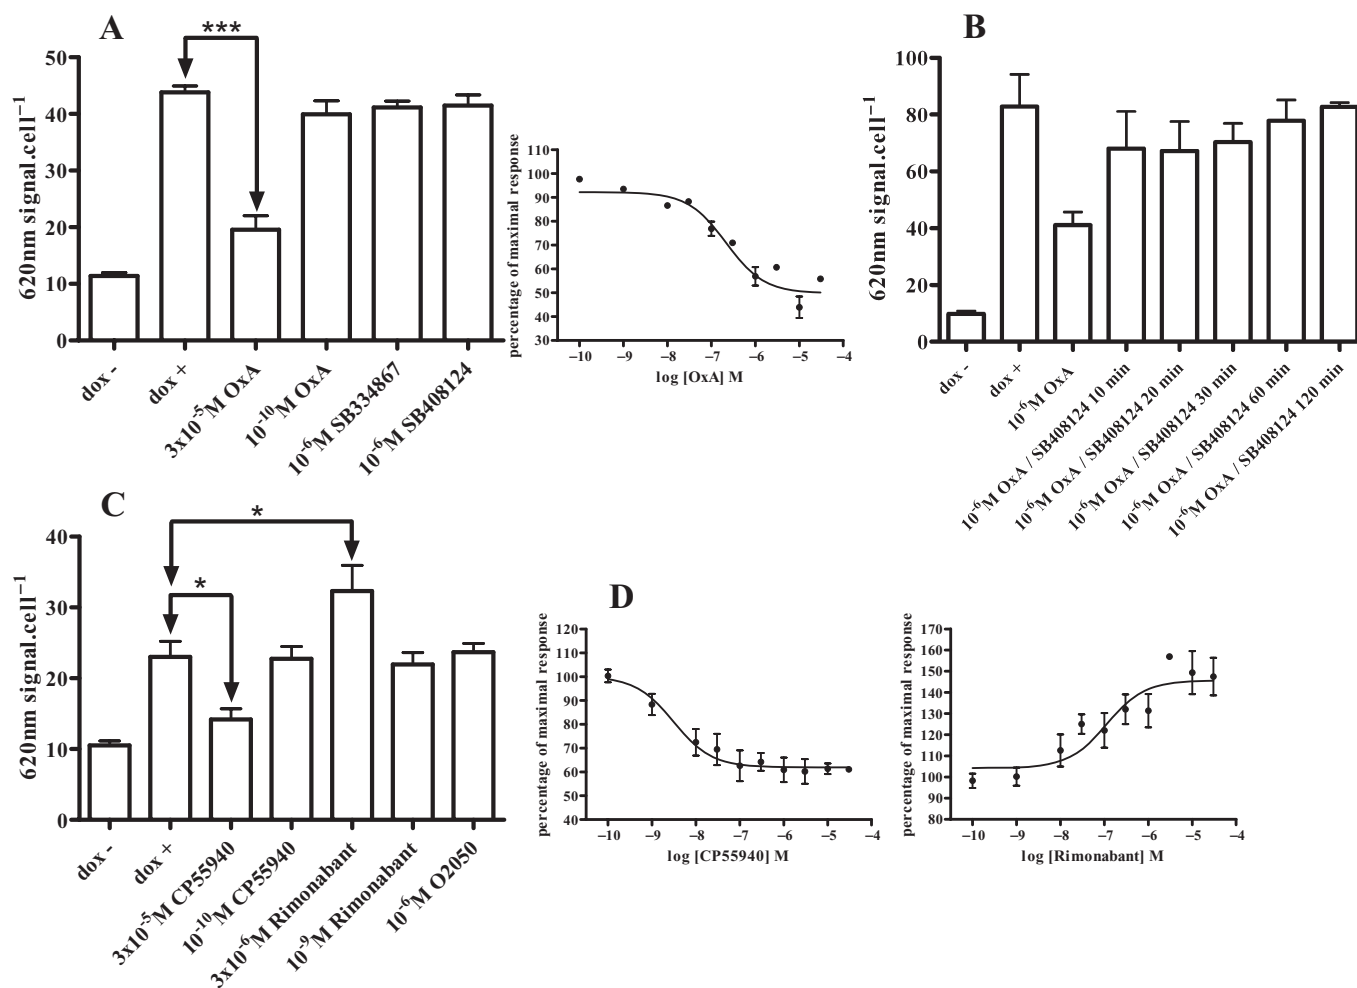 A
***
50
40
30
20
10
0
620nm signal.cell⁻¹
dox -
dox +
3x10⁻⁵M OxA
10⁻¹⁰M OxA
10⁻⁶M SB334867
10⁻⁶M SB408124
110
100
90
80
70
60
50
40
30
percentage of maximal response
−10 −9 −8 −7 −6 −5 −4
log [OxA] M
B
100
80
60
40
20
0
620nm signal.cell⁻¹
dox -
dox +
10⁻⁶M OxA
10⁻⁶M OxA / SB408124 10 min
10⁻⁶M OxA / SB408124 20 min
10⁻⁶M OxA / SB408124 30 min
10⁻⁶M OxA / SB408124 60 min
10⁻⁶M OxA / SB408124 120 min
C
*
*
40
30
20
10
0
620nm signal.cell⁻¹
dox -
dox +
3x10⁻⁵M CP55940
10⁻¹⁰M CP55940
3x10⁻⁶M Rimonabant
10⁻⁹M Rimonabant
10⁻⁶M O2050
D
120
110
100
90
80
70
60
50
40
percentage of maximal response
−10 −9 −8 −7 −6 −5 −4
log [CP55940] M
170
160
150
140
130
120
110
100
90
80
percentage of maximal response
−10 −9 −8 −7 −6 −5 −4
log [Rimonabant] M